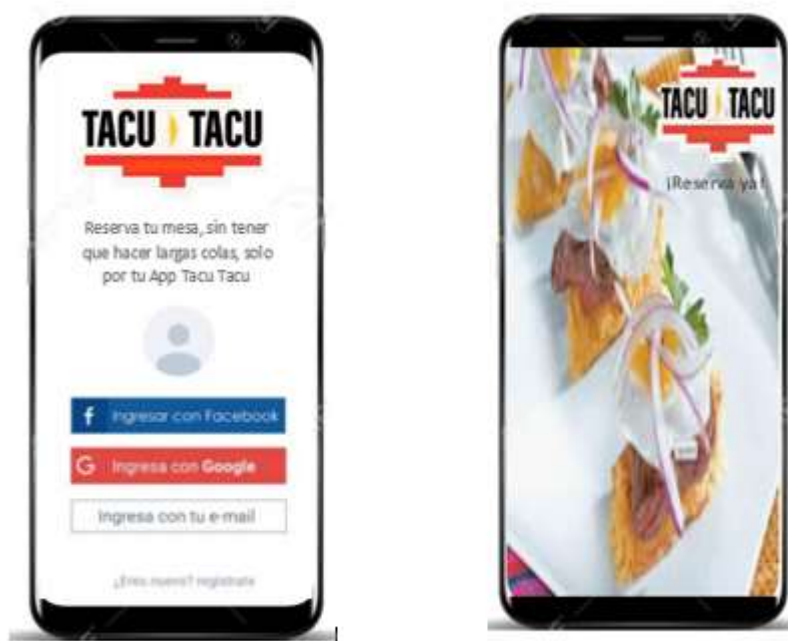 TACU TACU
Reserva tu mesa, sin tener
que hacer largas colas, solo
por tu App Tacu Tacu
f Ingresar con Facebook
G Ingresa con Google
Ingresa con tu e-mail
¿Eres nuevo? registrate
TACU TACU
¡Reserva ya!